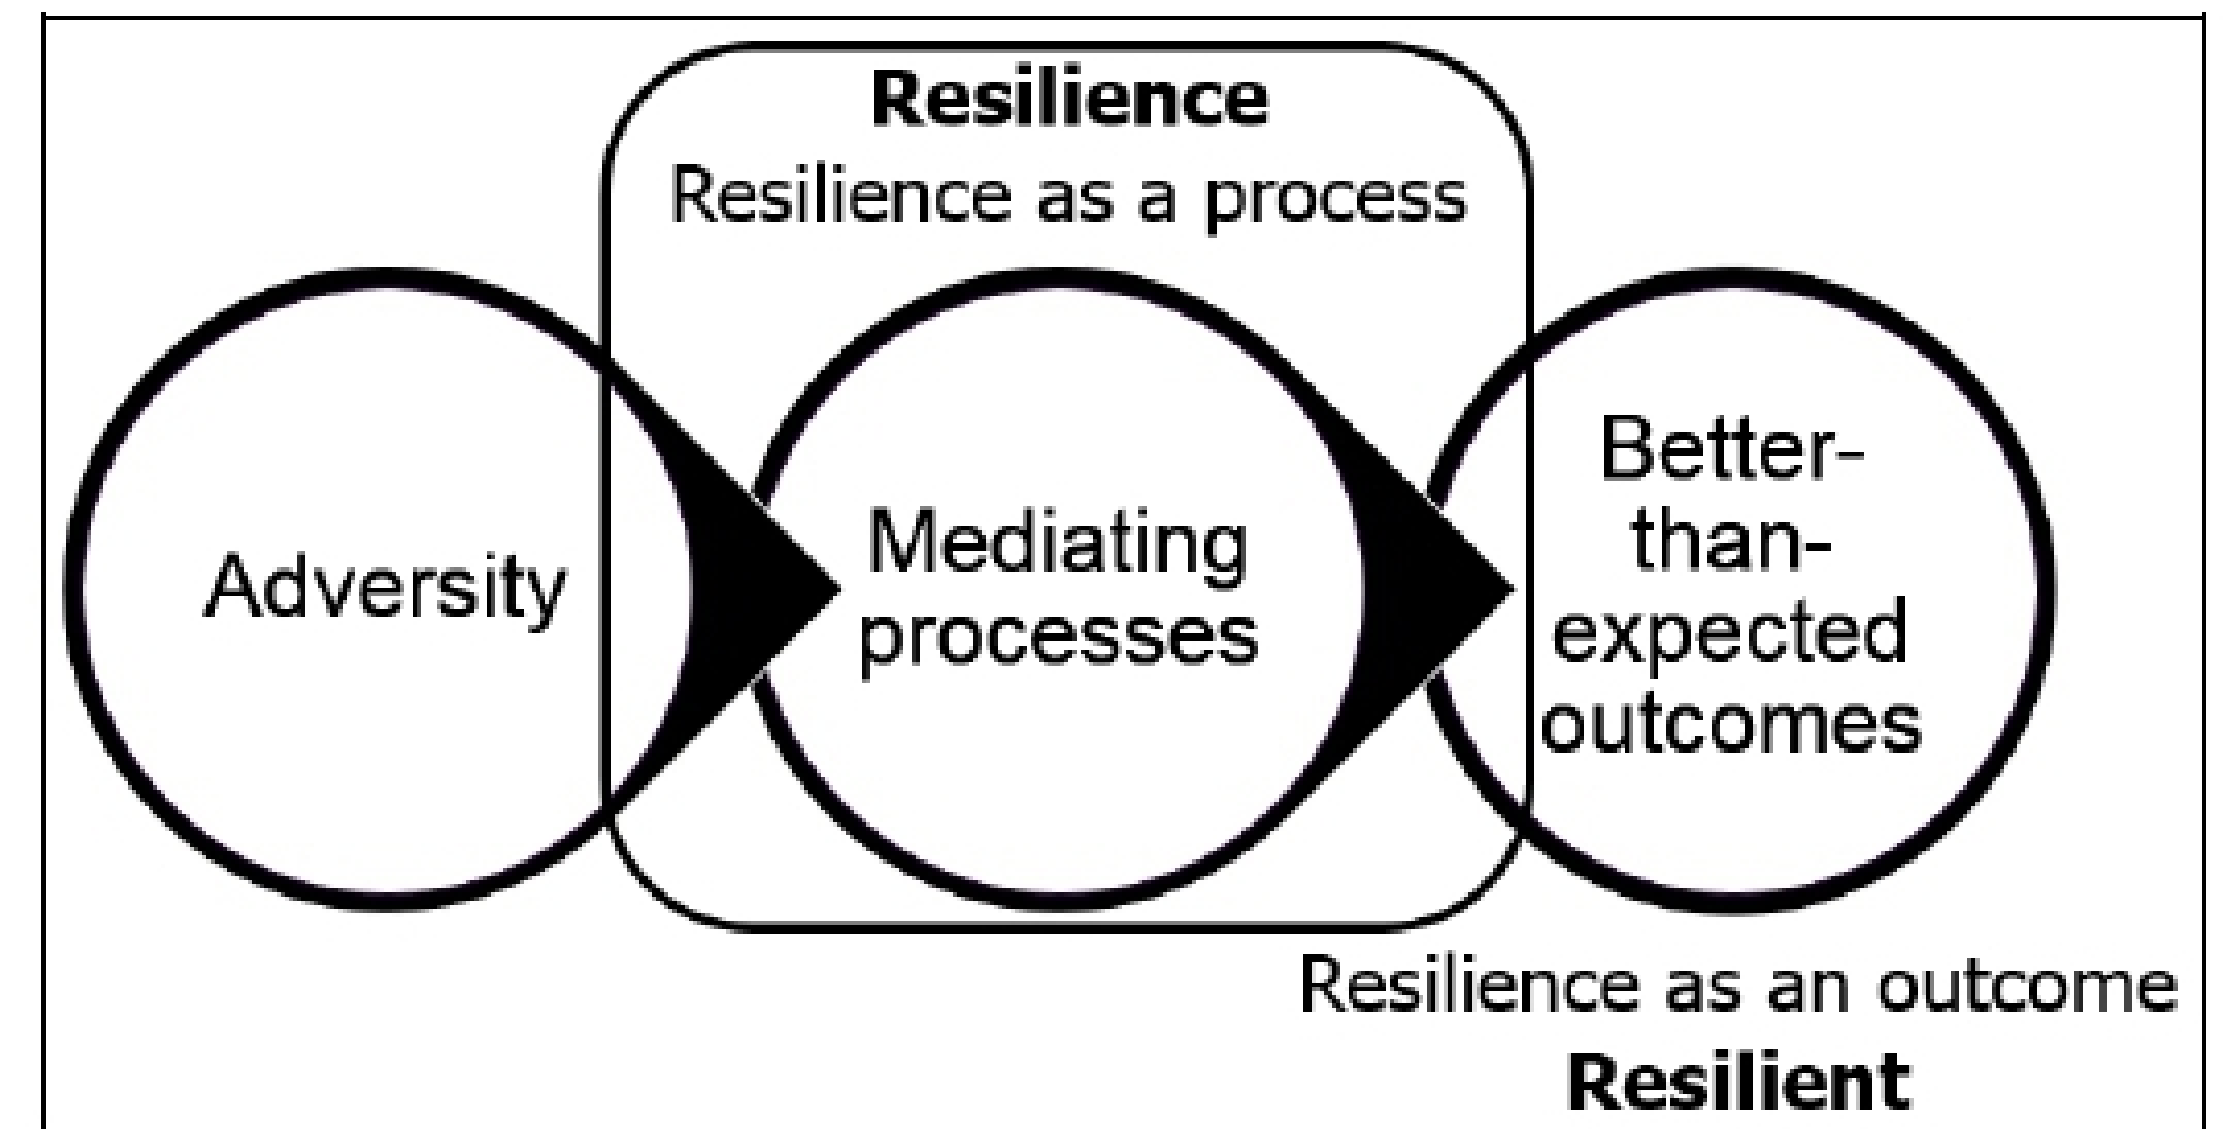 Resilience
Resilience as a process
Adversity
Mediating
processes
Better-
than-
expected
outcomes
Resilience as an outcome
Resilient